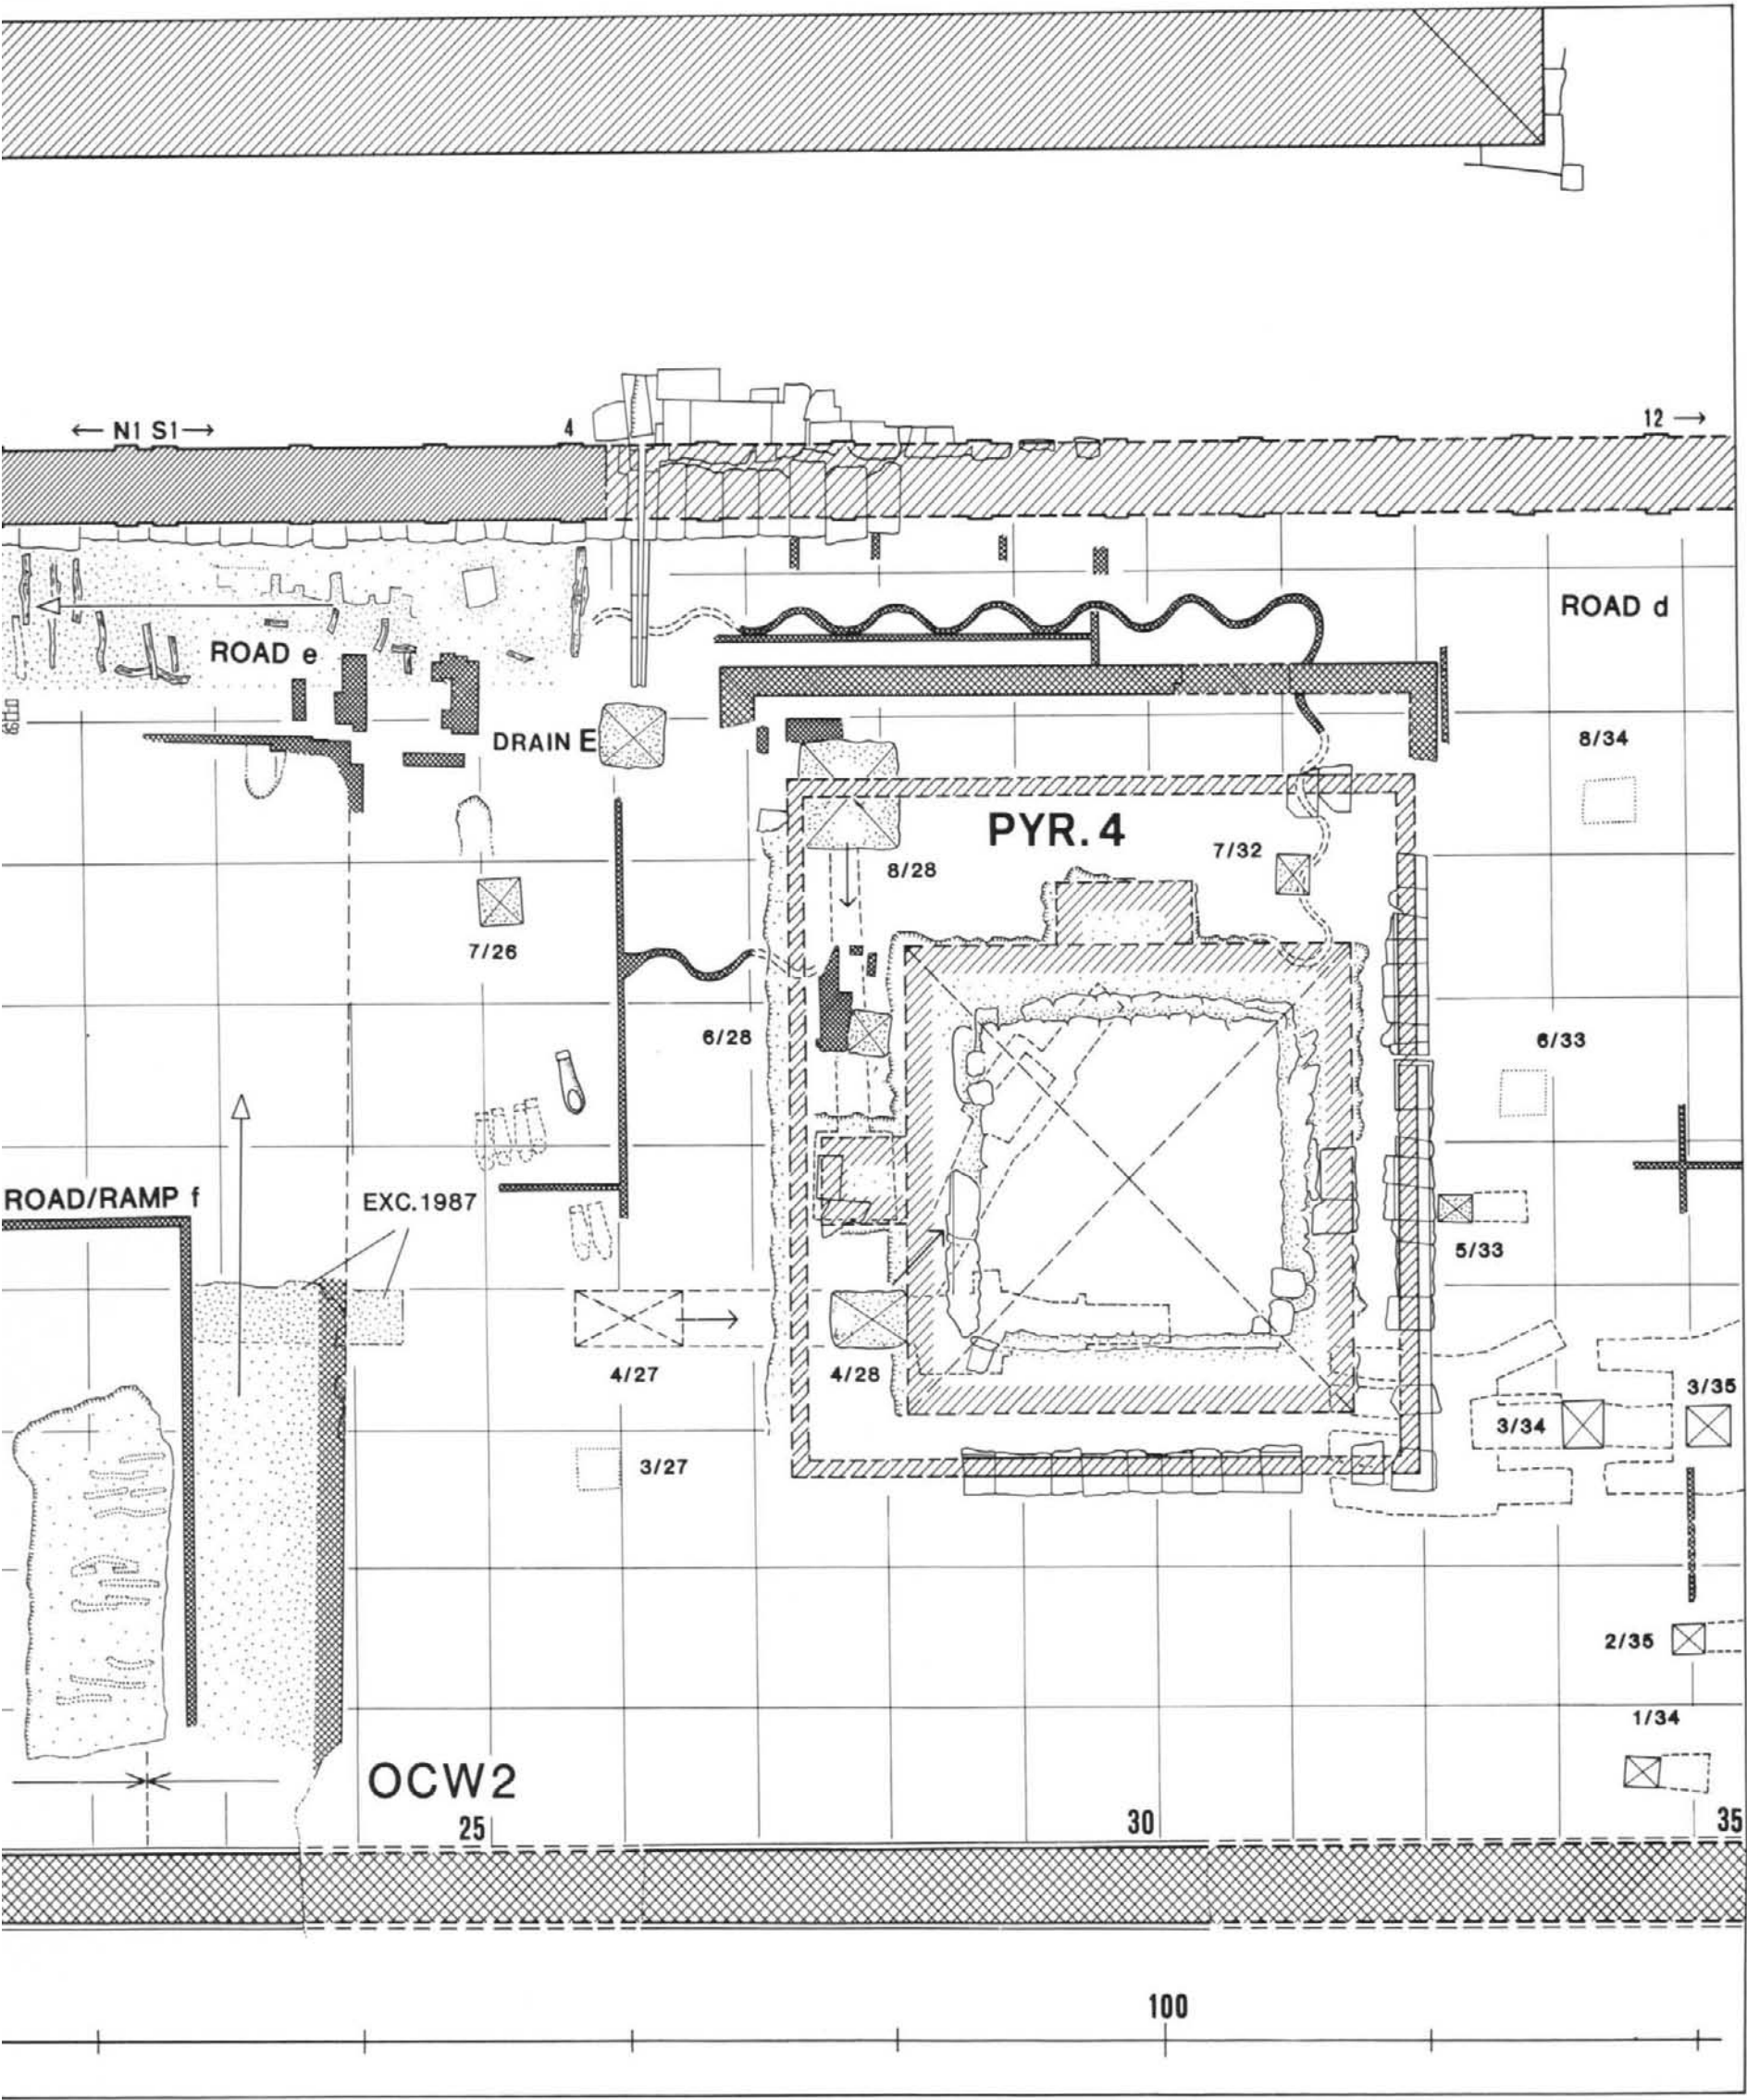 12 →
← N1 S1 →
4
ROAD d
ROAD e
8/34
DRAIN E
PYR. 4
7/32
8/28
7/26
6/28
6/33
ROAD/RAMP f
EXC. 1987
5/33
4/27
4/28
3/35
3/34
3/27
2/35
1/34
OCW2
25
30
35
100